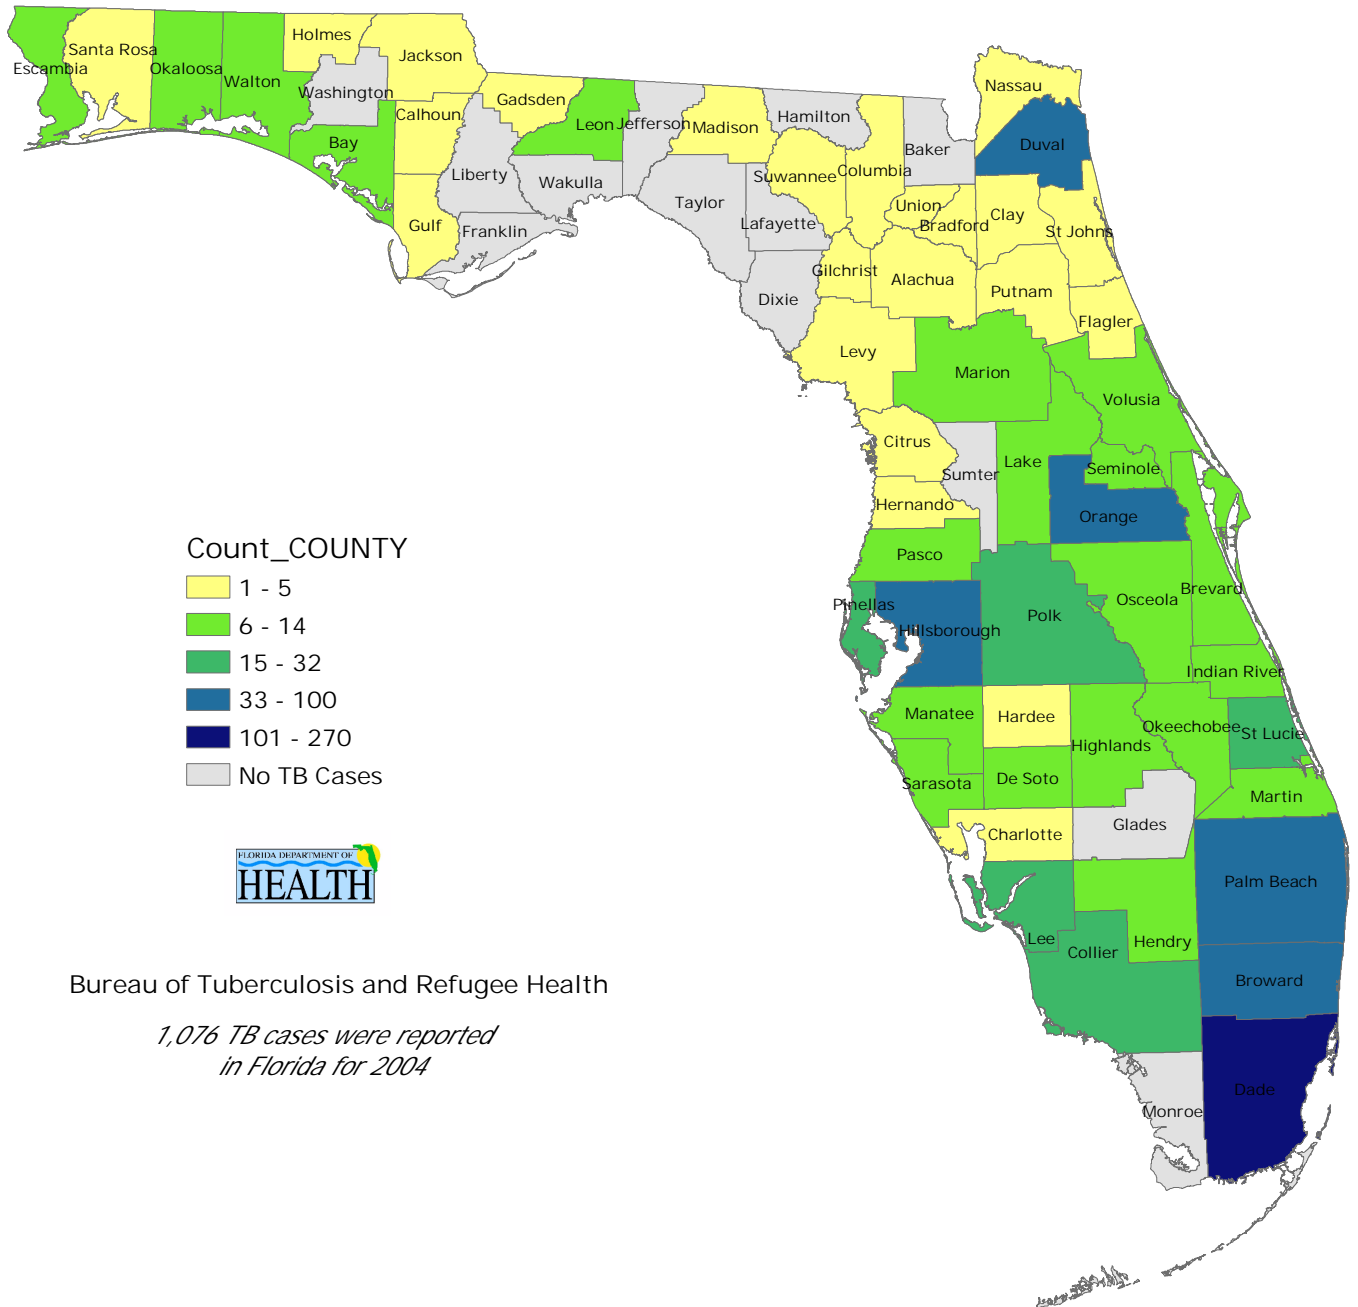 Holmes
Jackson
Santa Rosa
Escambia
Okaloosa
Walton
Washington
Calhoun
Gadsden
Bay
Leon
Jefferson
Madison
Hamilton
Nassau
Baker
Duval
Liberty
Wakulla
Taylor
Suwannee
Columbia
Lafayette
Union
Bradford
Clay
St Johns
Gulf
Franklin
Dixie
Gilchrist
Alachua
Putnam
Flagler
Levy
Marion
Volusia
Citrus
Sumter
Lake
Seminole
Hernando
Orange
Pasco
Pinellas
Hillsborough
Polk
Osceola
Brevard
Indian River
Manatee
Hardee
Highlands
Okeechobee
St Lucie
Sarasota
De Soto
Martin
Charlotte
Glades
Palm Beach
Lee
Collier
Hendry
Broward
Dade
Monroe
Count_COUNTY
1 - 5
6 - 14
15 - 32
33 - 100
101 - 270
No TB Cases
FLORIDA DEPARTMENT OF
HEALTH
Bureau of Tuberculosis and Refugee Health
1,076 TB cases were reported
in Florida for 2004